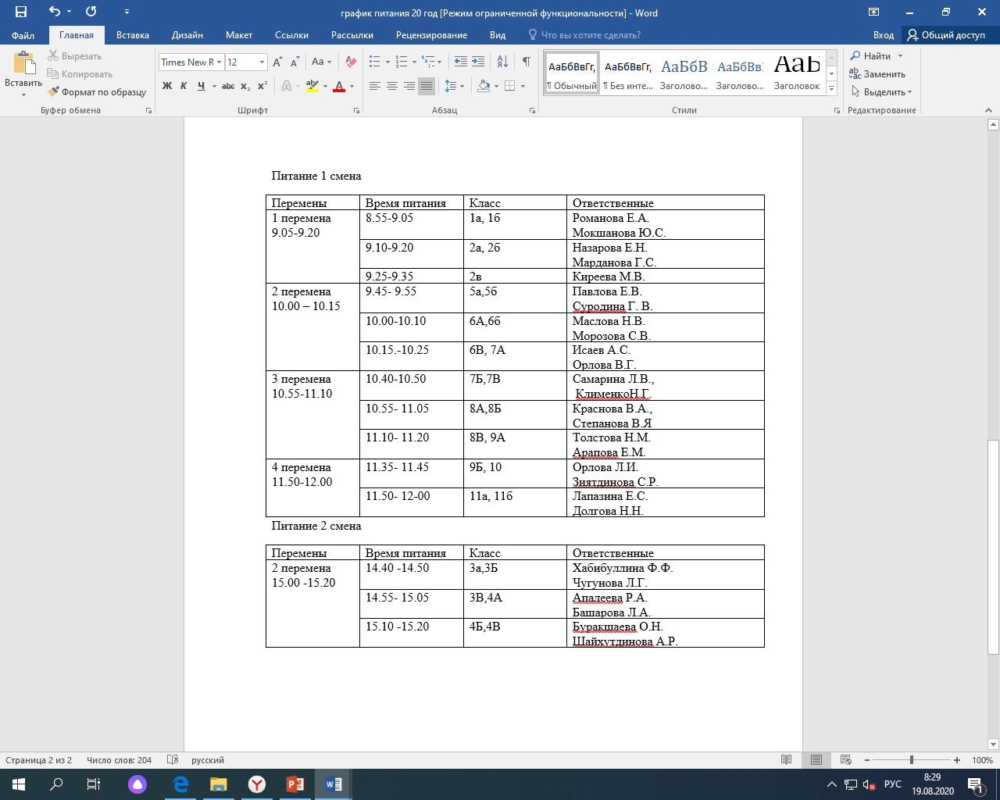 график питания 20 год [Режим ограниченной функциональности] - Word
Файл Главная Вставка Дизайн Макет Ссылки Рассылки Рецензирование Вид Что вы хотите сделать? Вход Общий доступ
Вставить
Вырезать
Копировать
Формат по образцу
Буфер обмена
Times New R 12
Ж К Ч abc x₂ x²
Шрифт
Абзац
АаБбВвГг, АаБбВвГг, АаБбВ АаБбВв: АаБ
¶ Обычный ¶ Без инте... Заголово... Заголово... Заголовок
Стили
Найти
Заменить
Выделить
Редактирование
Питание 1 смена
Перемены Время питания Класс Ответственные
1 перемена 8.55-9.05 1а, 1б Романова Е.А.
9.05-9.20 Мокшанова Ю.С.
9.10-9.20 2а, 2б Назарова Е.Н.
Марданова Г.С.
9.25-9.35 2в Киреева М.В.
2 перемена 9.45- 9.55 5а,5б Павлова Е.В.
10.00 – 10.15 Суродина Г. В.
10.00-10.10 6А,6б Маслова Н.В.
Морозова С.В.
10.15.-10.25 6В, 7А Исаев А.С.
Орлова В.Г.
3 перемена 10.40-10.50 7Б,7В Самарина Л.В.,
10.55-11.10 КлименкоН.Г.
10.55- 11.05 8А,8Б Краснова В.А.,
Степанова В.Я
11.10- 11.20 8В, 9А Толстова Н.М.
Арапова Е.М.
4 перемена 11.35- 11.45 9Б, 10 Орлова Л.И.
11.50-12.00 Зиятдинова С.Р.
11.50- 12-00 11а, 11б Лапазина Е.С.
Долгова Н.Н.
Питание 2 смена
Перемены Время питания Класс Ответственные
2 перемена 14.40 -14.50 3а,3Б Хабибуллина Ф.Ф.
15.00 -15.20 Чугунова Л.Г.
14.55- 15.05 3В,4А Апалеева Р.А.
Башарова Л.А.
15.10 -15.20 4Б,4В Буракшаева О.Н.
Шайхутдинова А.Р.
Страница 2 из 2 Число слов: 204 русский 100%
РУС 8:29
19.08.2020